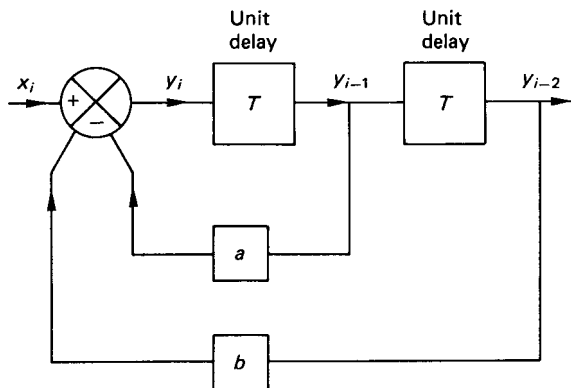 Unit
delay
Unit
delay
x_i
+
−
y_i
T
y_{i−1}
T
y_{i−2}
a
b